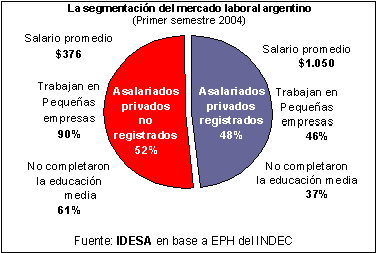 La segmentación del mercado laboral argentino
(Primer semestre 2004)
Salario promedio
$376
Trabajan en
Pequeñas
empresas
90%
No completaron
la educación
media
61%
Asalariados
privados
no
registrados
52%
Asalariados
privados
registrados
48%
Salario promedio
$1.050
Trabajan en
Pequeñas
empresas
46%
No completaron
la educación media
37%
Fuente: IDESA en base a EPH del INDEC